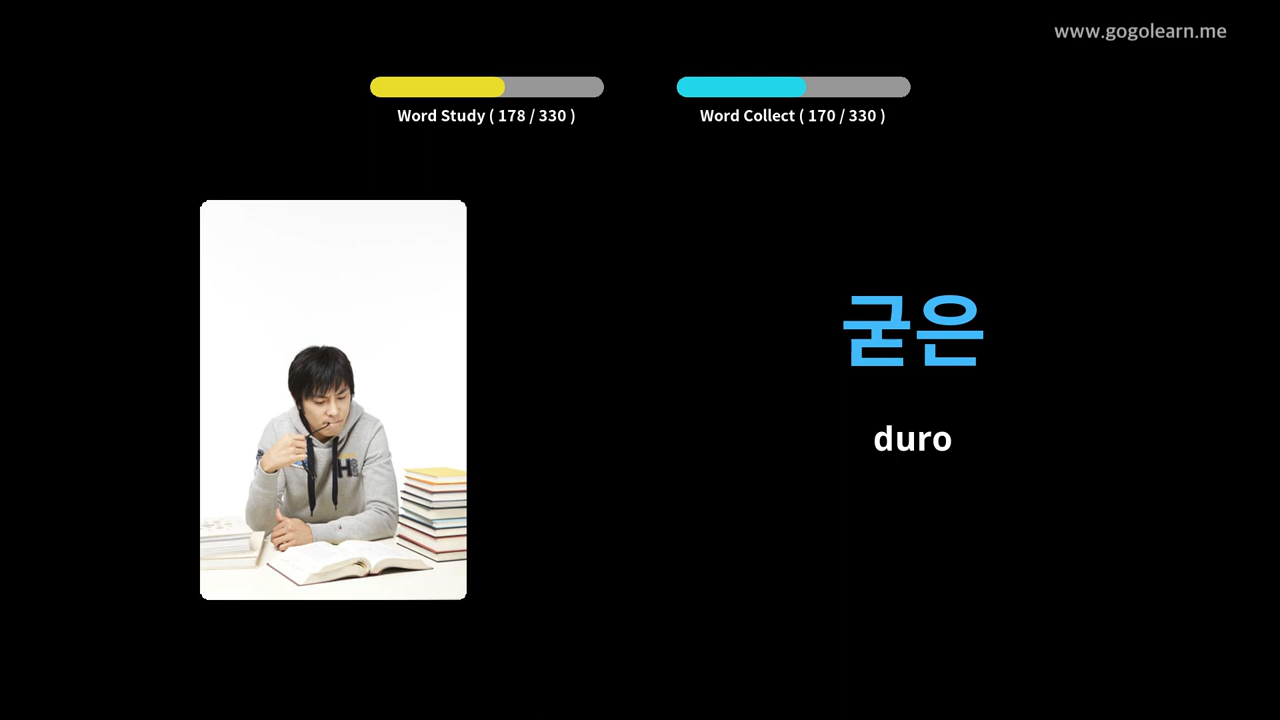 www.gogolearn.me
Word Study ( 178 / 330 )
Word Collect ( 170 / 330 )
굳은
duro
H